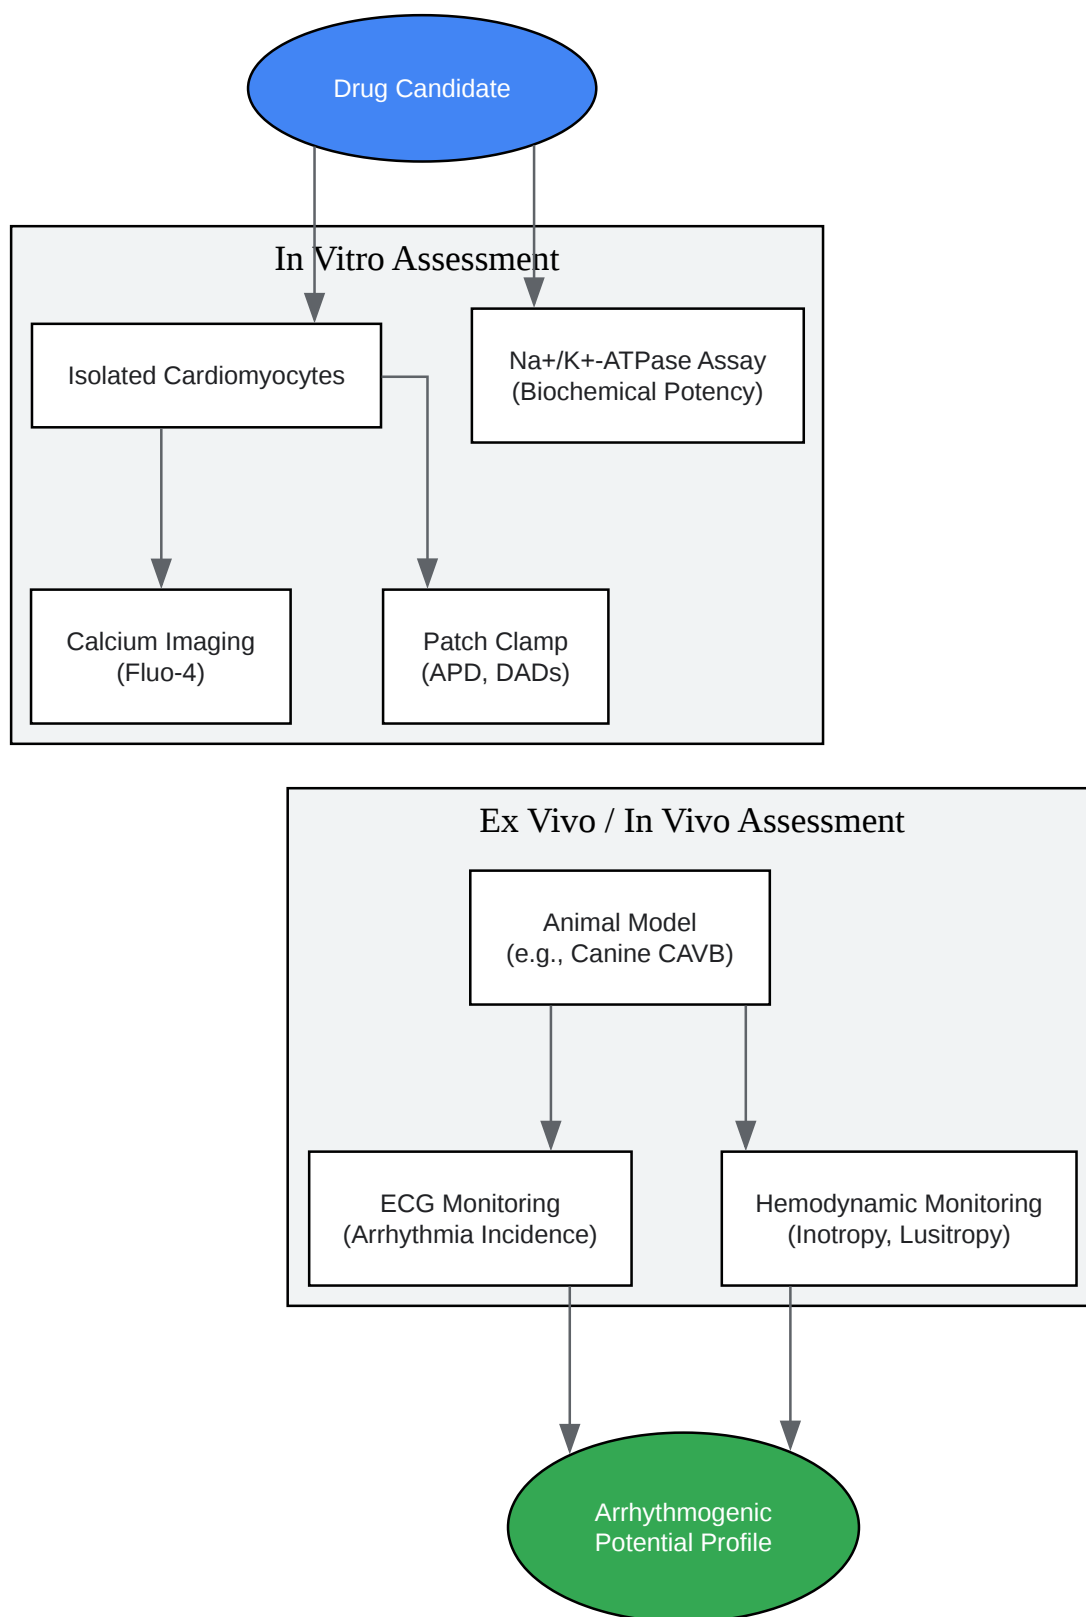 Drug Candidate
In Vitro Assessment
Isolated Cardiomyocytes
Na+/K+-ATPase Assay
(Biochemical Potency)
Calcium Imaging
(Fluo-4)
Patch Clamp
(APD, DADs)
Ex Vivo / In Vivo Assessment
Animal Model
(e.g., Canine CAVB)
ECG Monitoring
(Arrhythmia Incidence)
Hemodynamic Monitoring
(Inotropy, Lusitropy)
Arrhythmogenic
Potential Profile